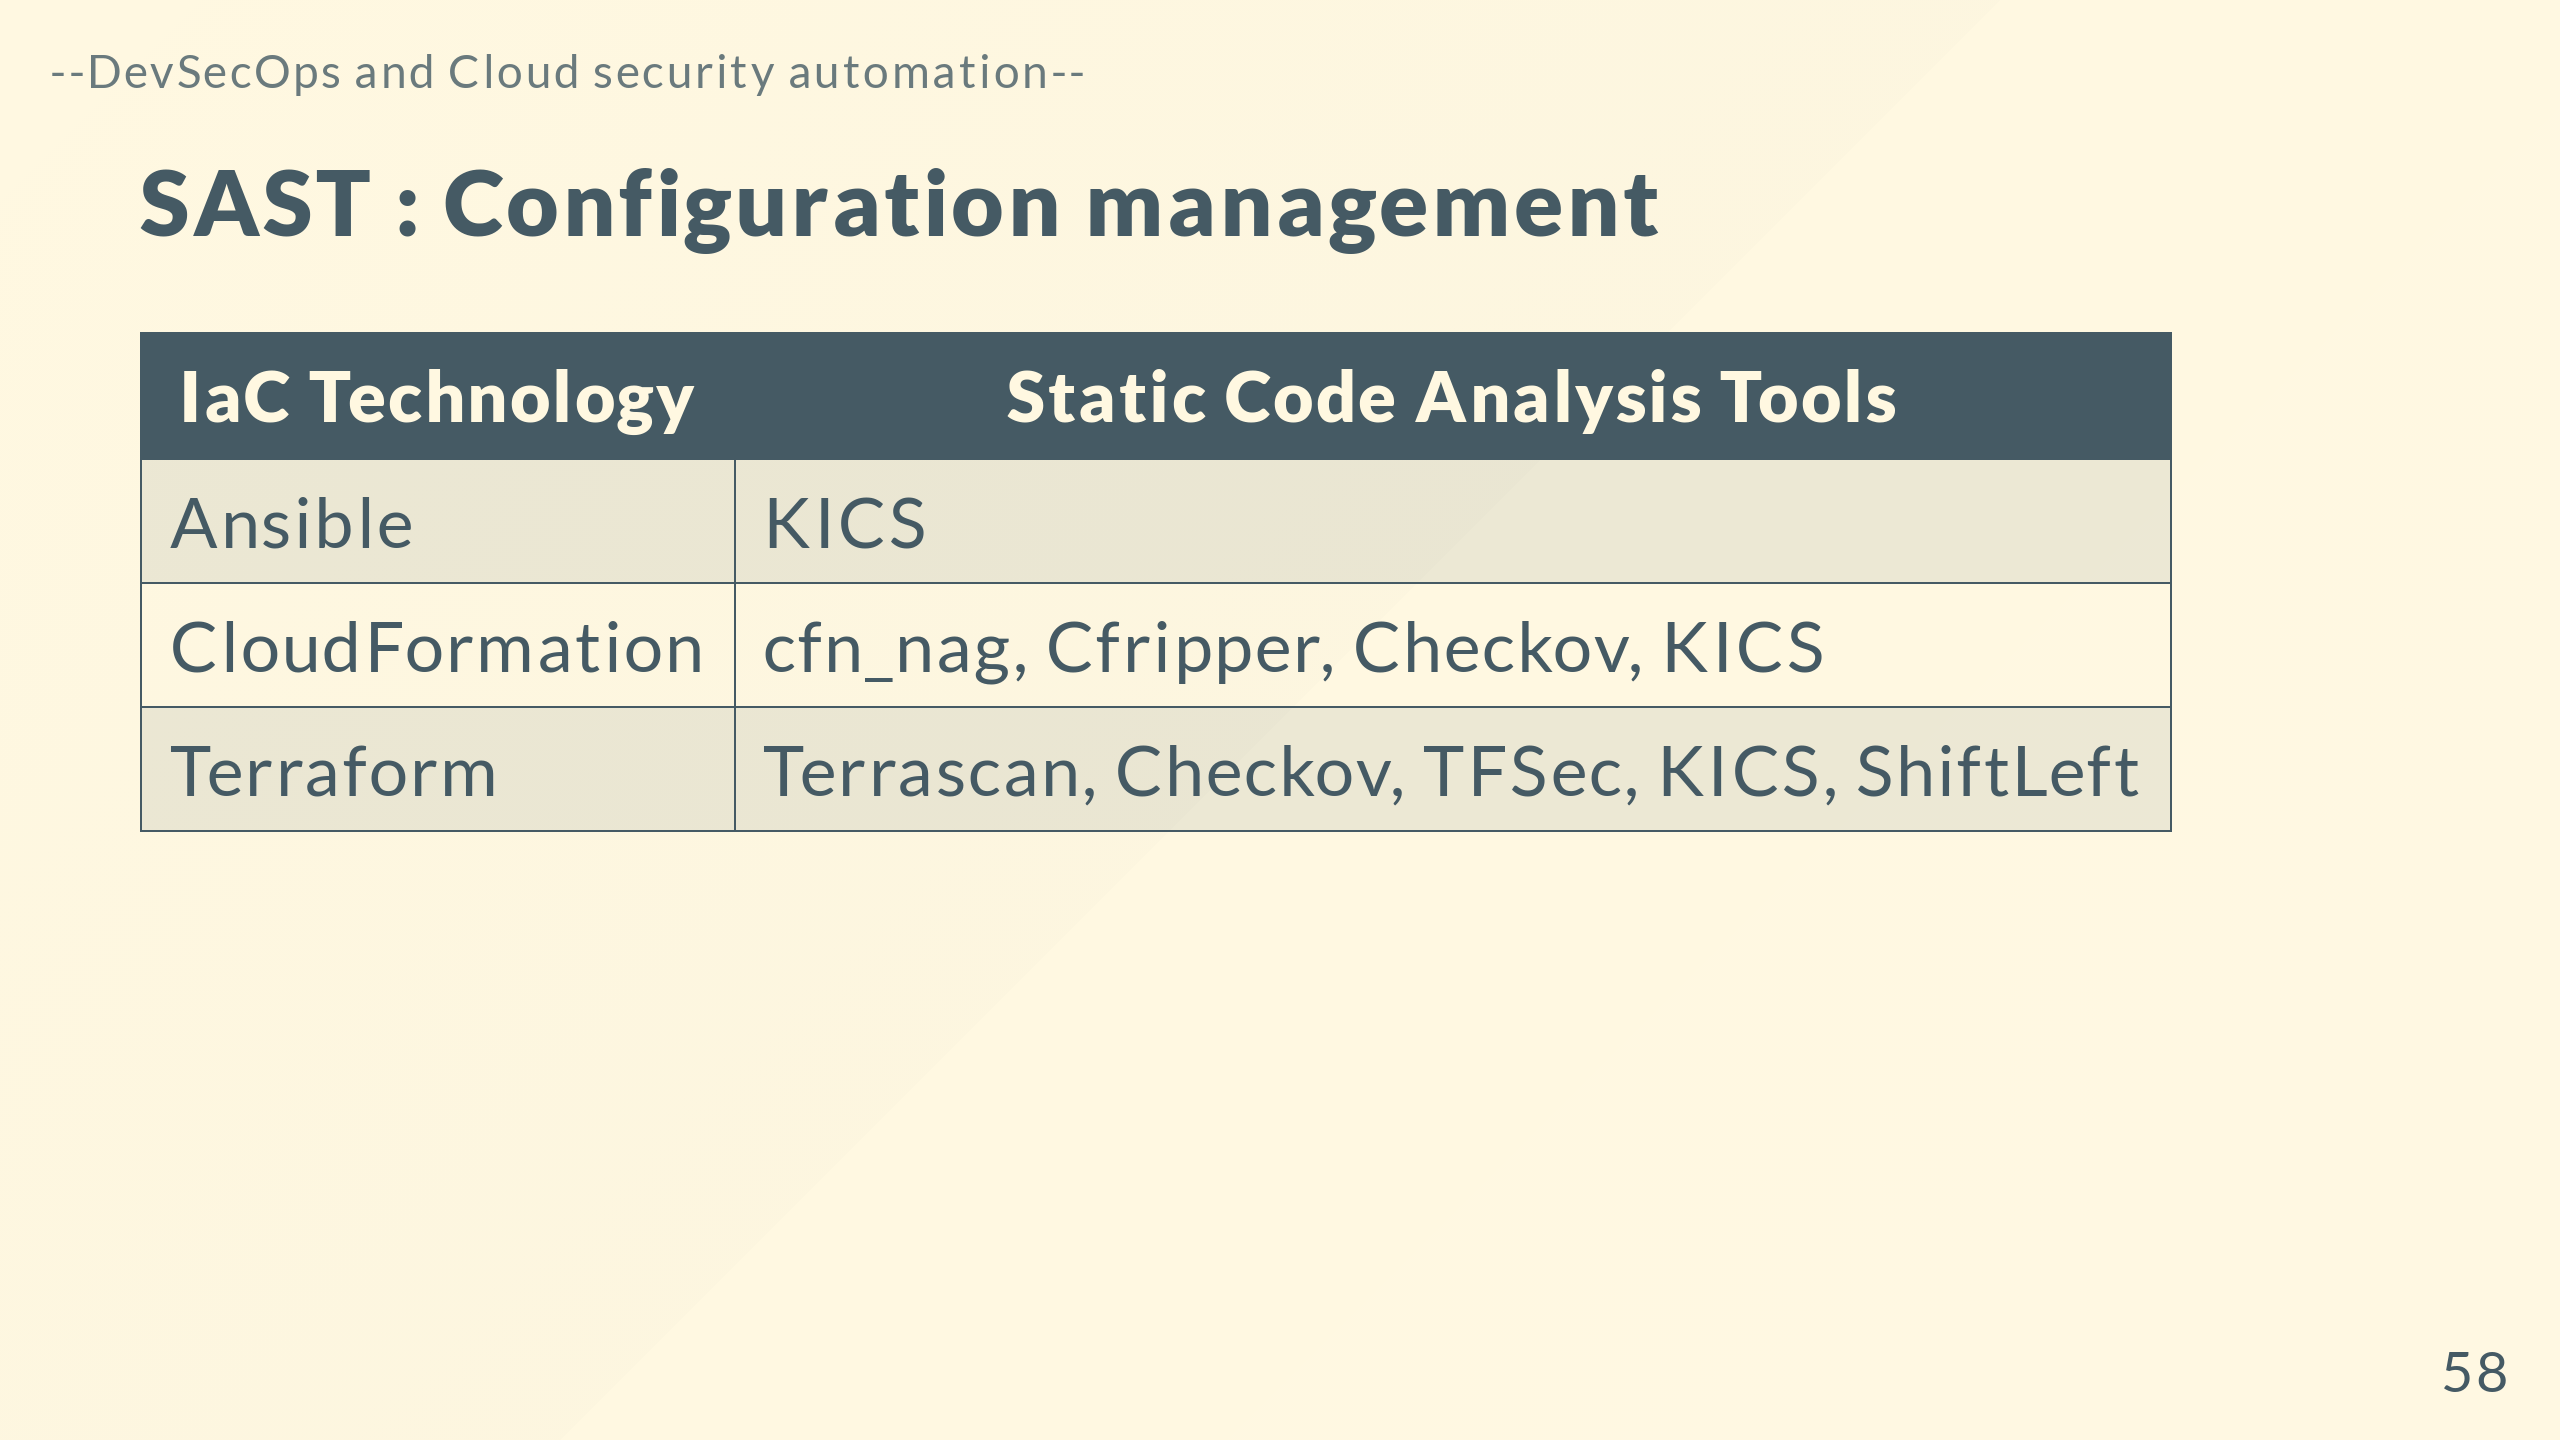 --DevSecOps and Cloud security automation--
SAST : Configuration management
IaC Technology Static Code Analysis Tools
Ansible KICS
CloudFormation cfn_nag, Cfripper, Checkov, KICS
Terraform Terrascan, Checkov, TFSec, KICS, ShiftLeft
58